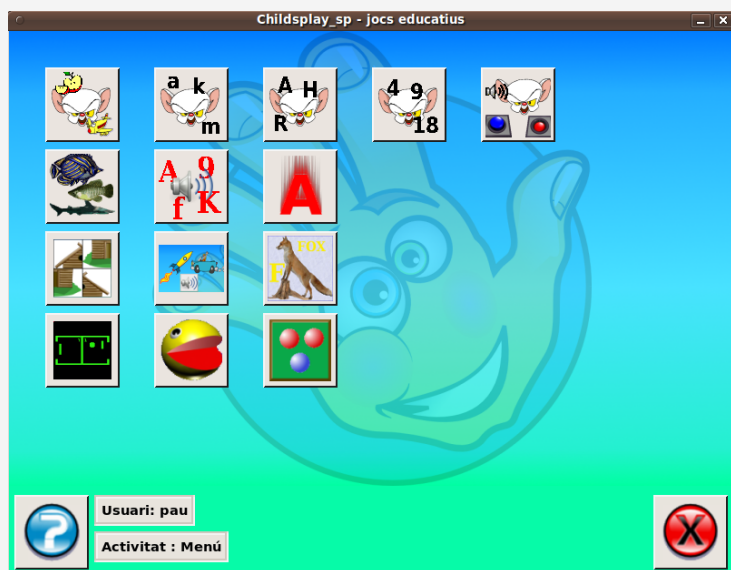 Childsplay_sp - jocs educatius
a k m
A H R
4 9 18
A 9 f K
A
FOX
F
?
Usuari: pau
Activitat : Menú
X